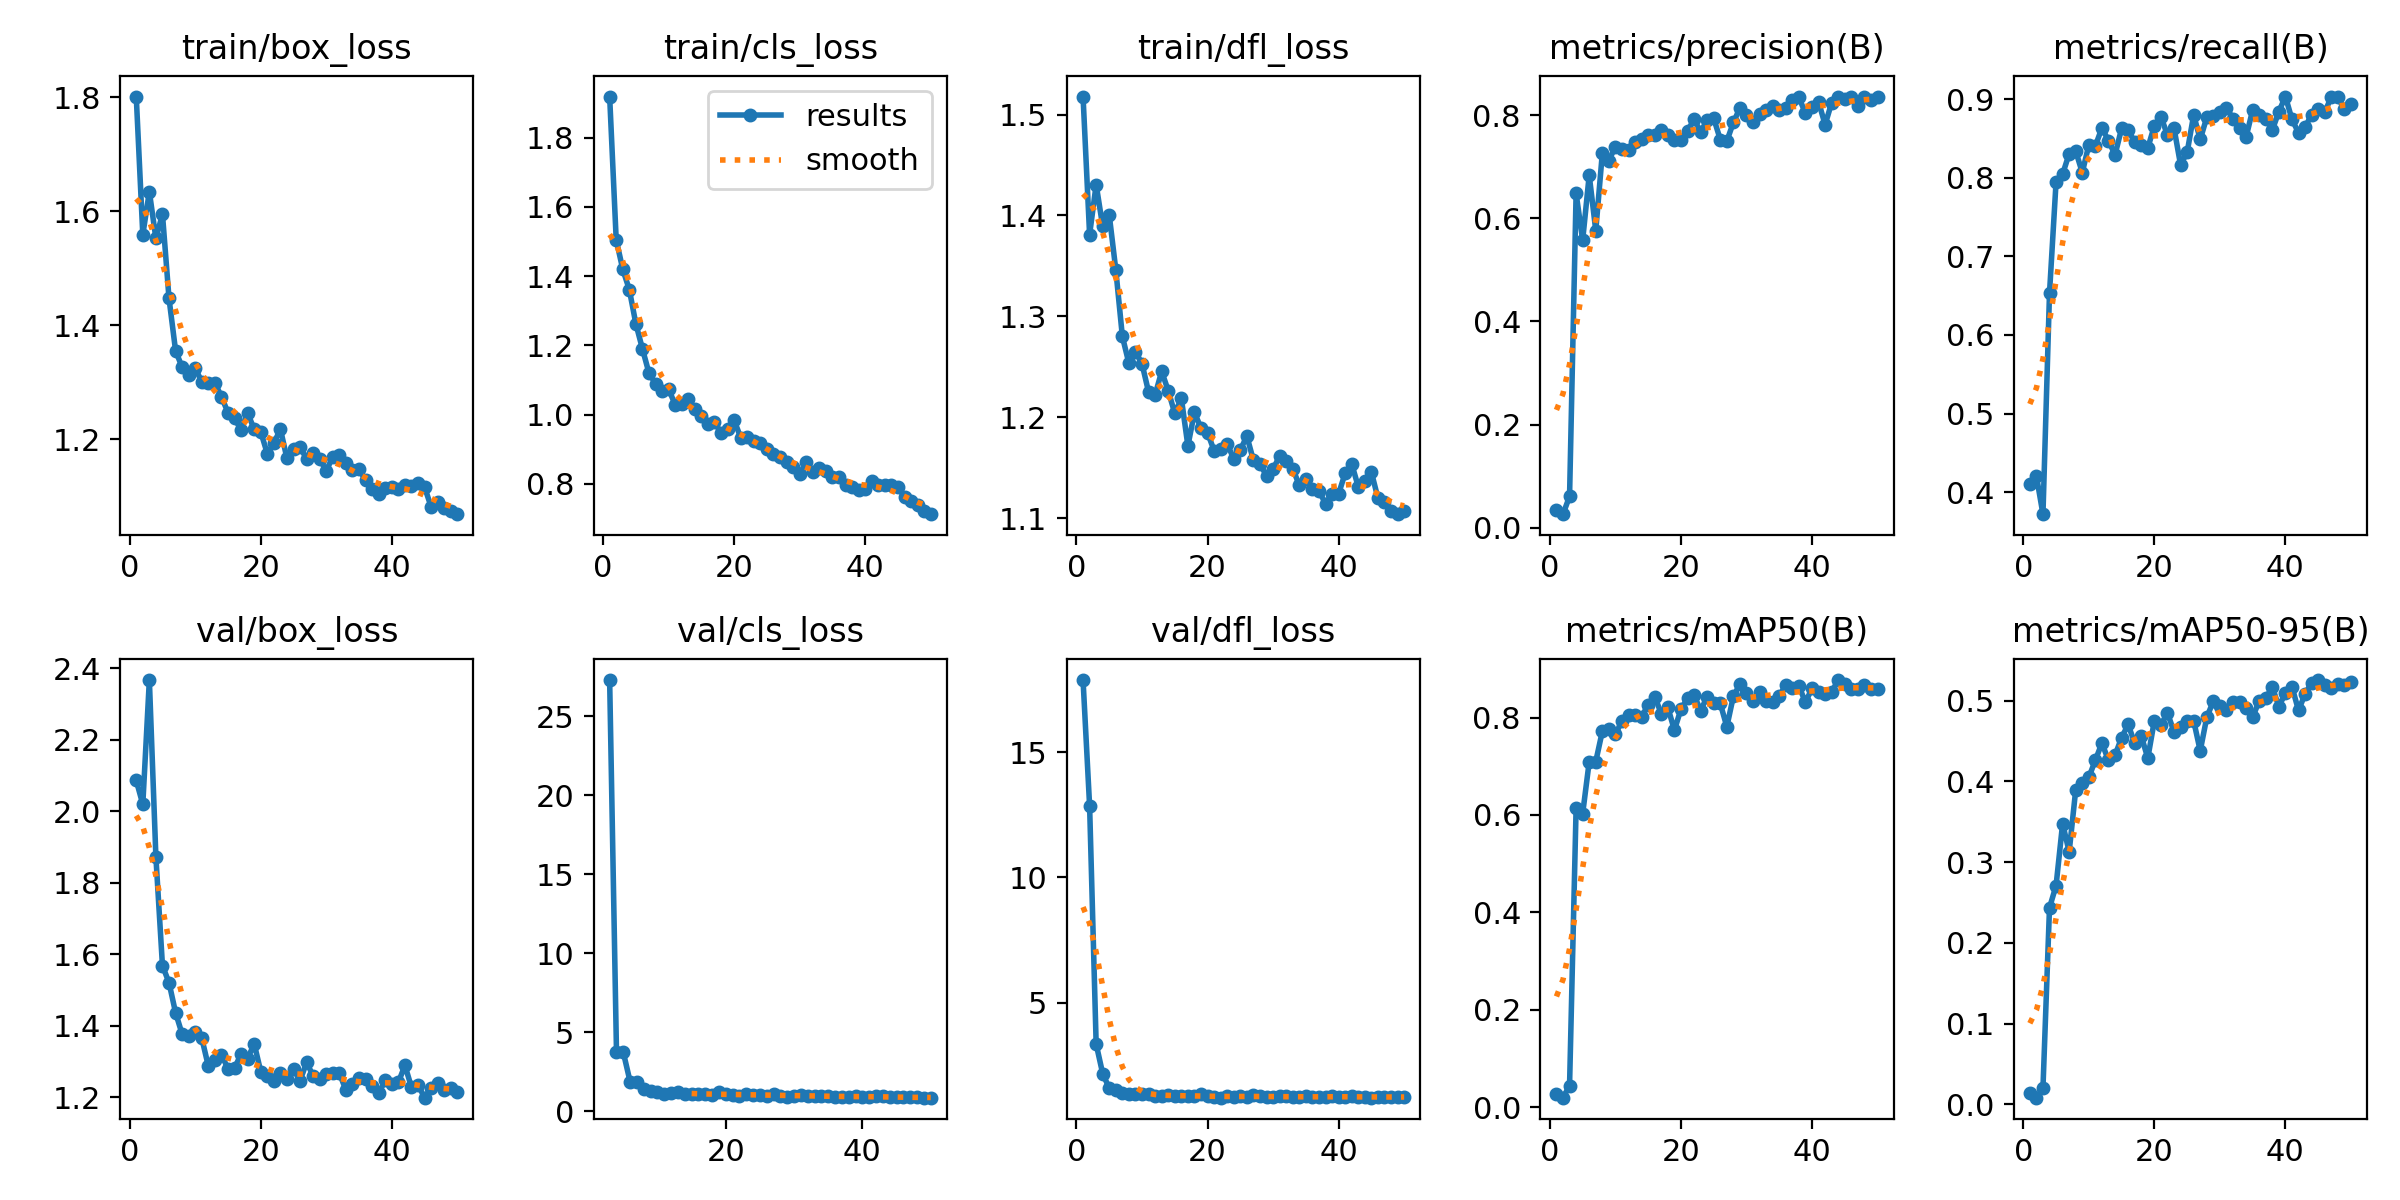 train/box_loss
1.8
1.6
1.4
1.2
0 20 40
train/cls_loss
results
smooth
1.8
1.6
1.4
1.2
1.0
0.8
0 20 40
train/dfl_loss
1.5
1.4
1.3
1.2
1.1
0 20 40
metrics/precision(B)
0.8
0.6
0.4
0.2
0.0
0 20 40
metrics/recall(B)
0.9
0.8
0.7
0.6
0.5
0.4
0 20 40
val/box_loss
2.4
2.2
2.0
1.8
1.6
1.4
1.2
0 20 40
val/cls_loss
25
20
15
10
5
0
20 40
val/dfl_loss
15
10
5
0 20 40
metrics/mAP50(B)
0.8
0.6
0.4
0.2
0.0
0 20 40
metrics/mAP50-95(B)
0.5
0.4
0.3
0.2
0.1
0.0
0 20 40